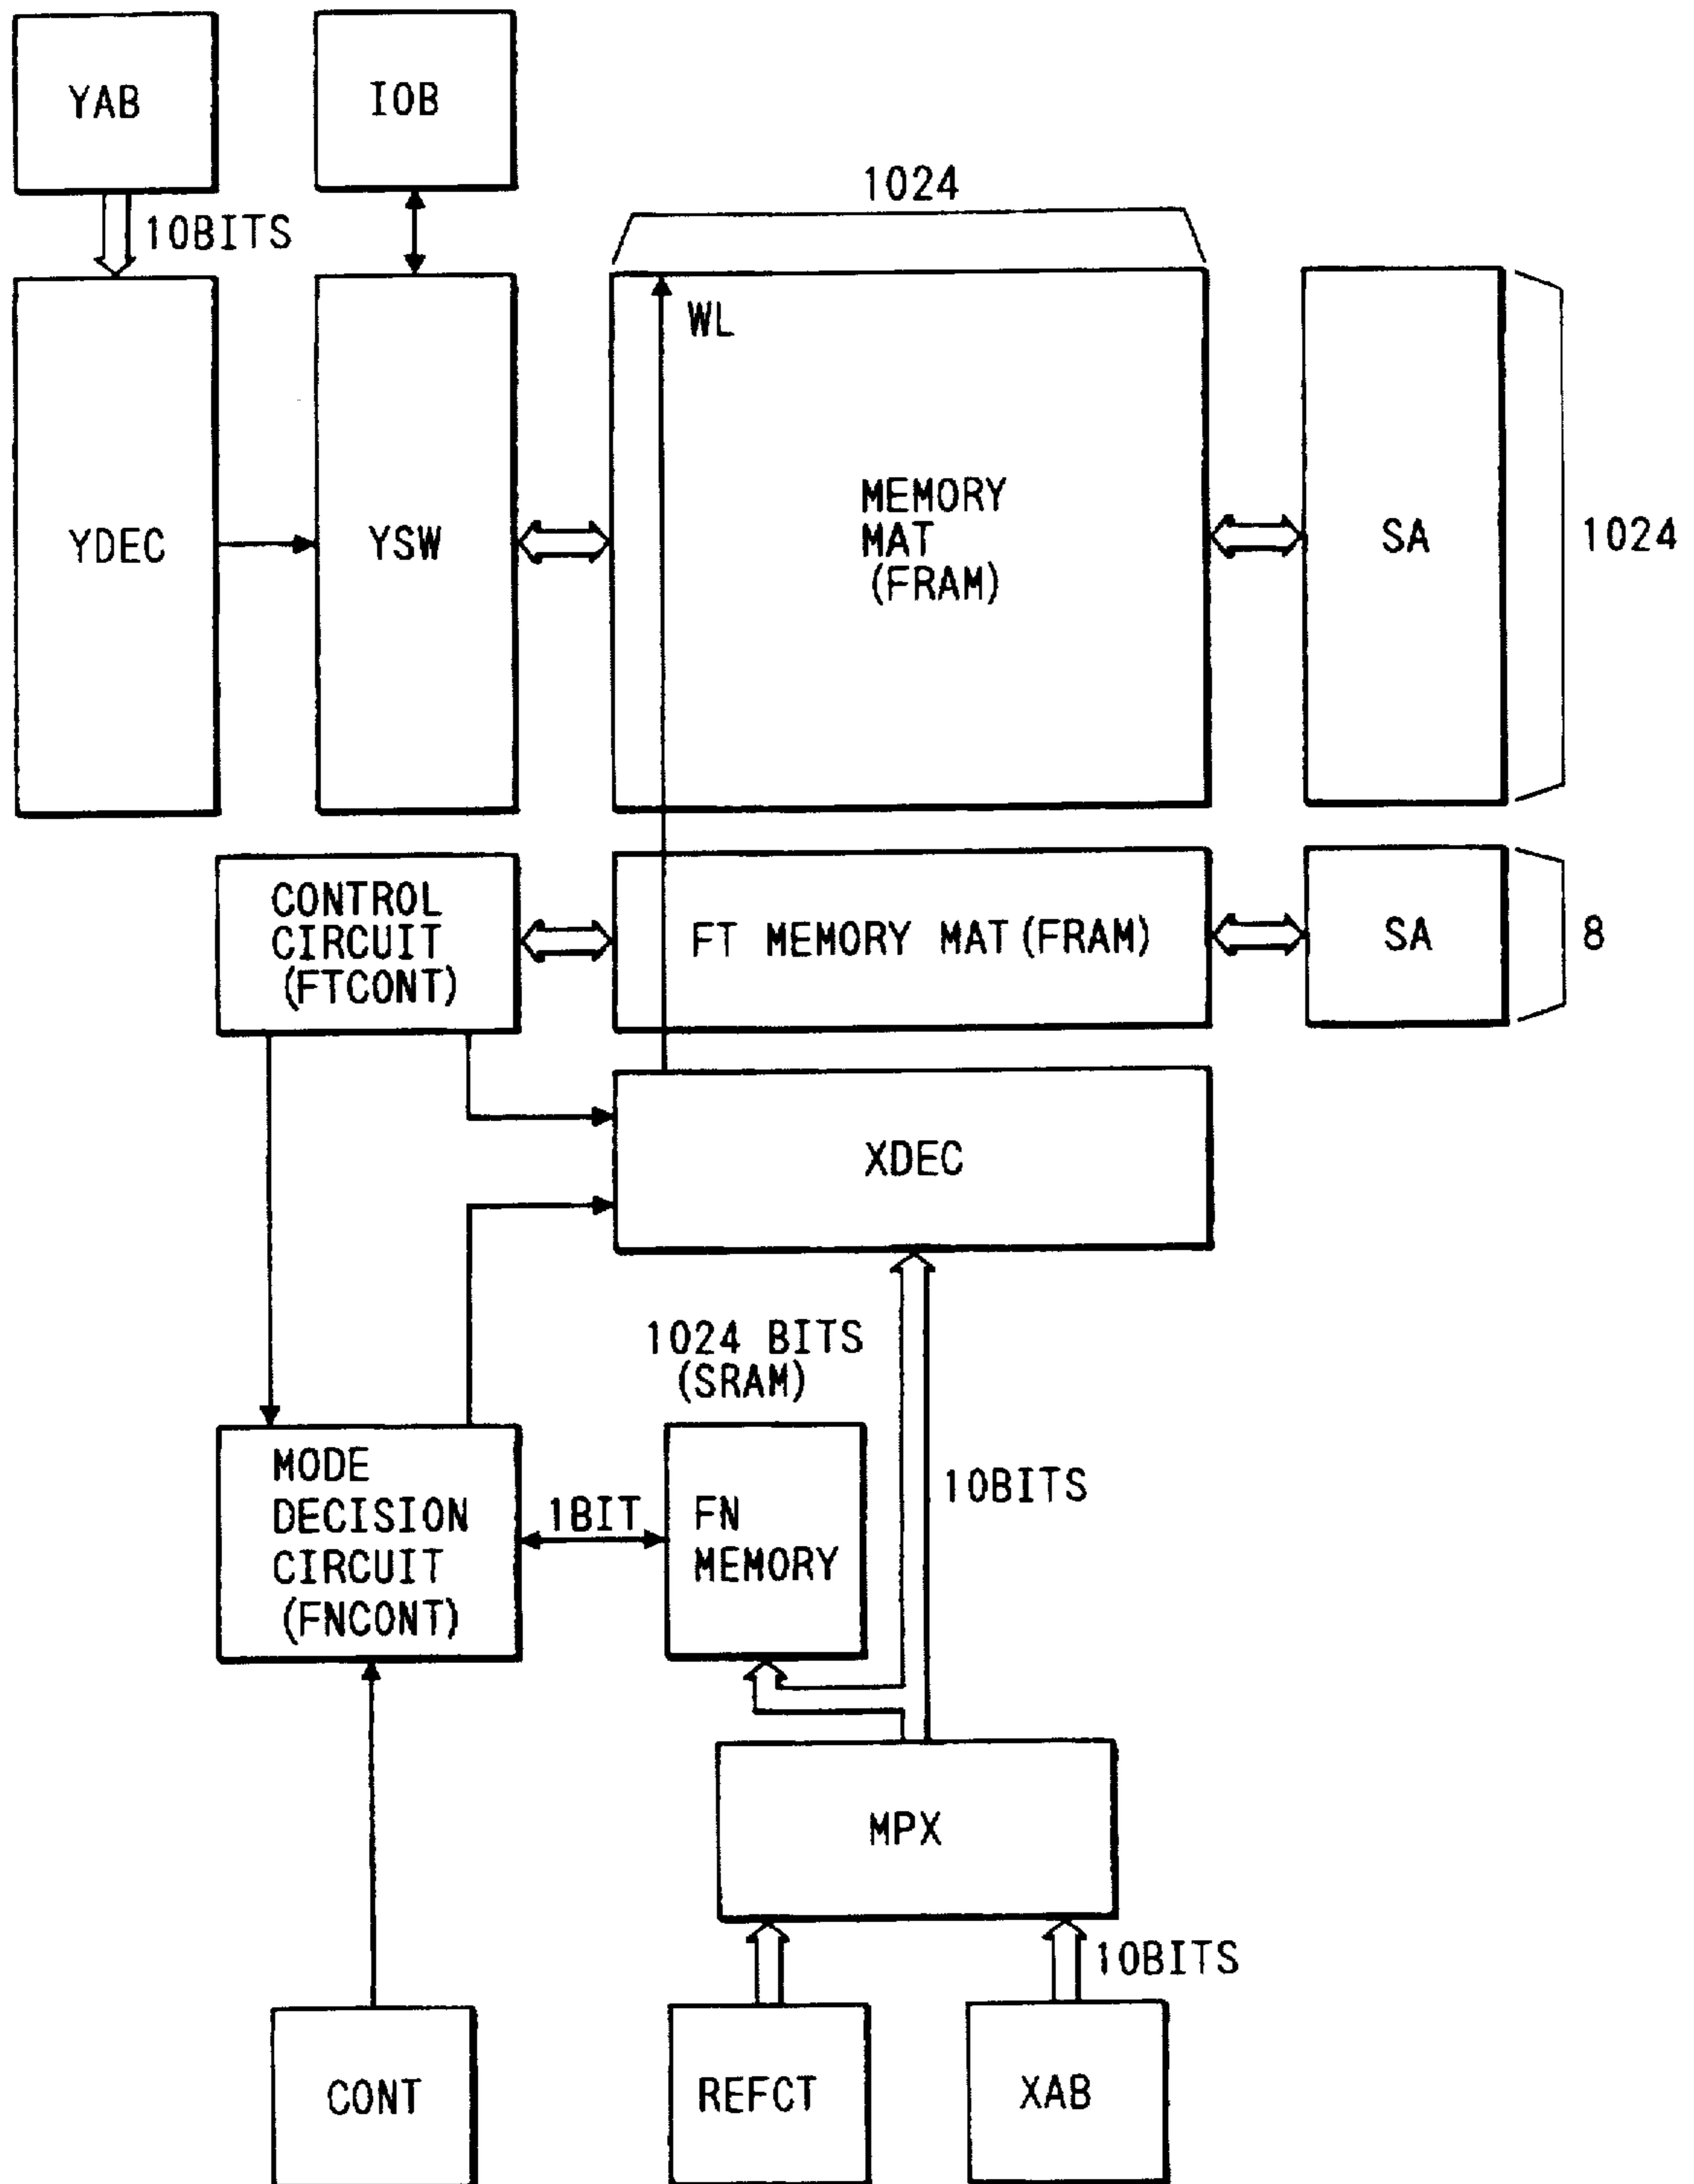 YAB
IOB
10BITS
1024
WL
YDEC
YSW
MEMORY
MAT
(FRAM)
SA
1024
CONTROL
CIRCUIT
(FTCONT)
FT MEMORY MAT(FRAM)
SA
8
XDEC
1024 BITS
(SRAM)
MODE
DECISION
CIRCUIT
(FNCONT)
1BIT
FN
MEMORY
10BITS
MPX
10BITS
CONT
REFCT
XAB